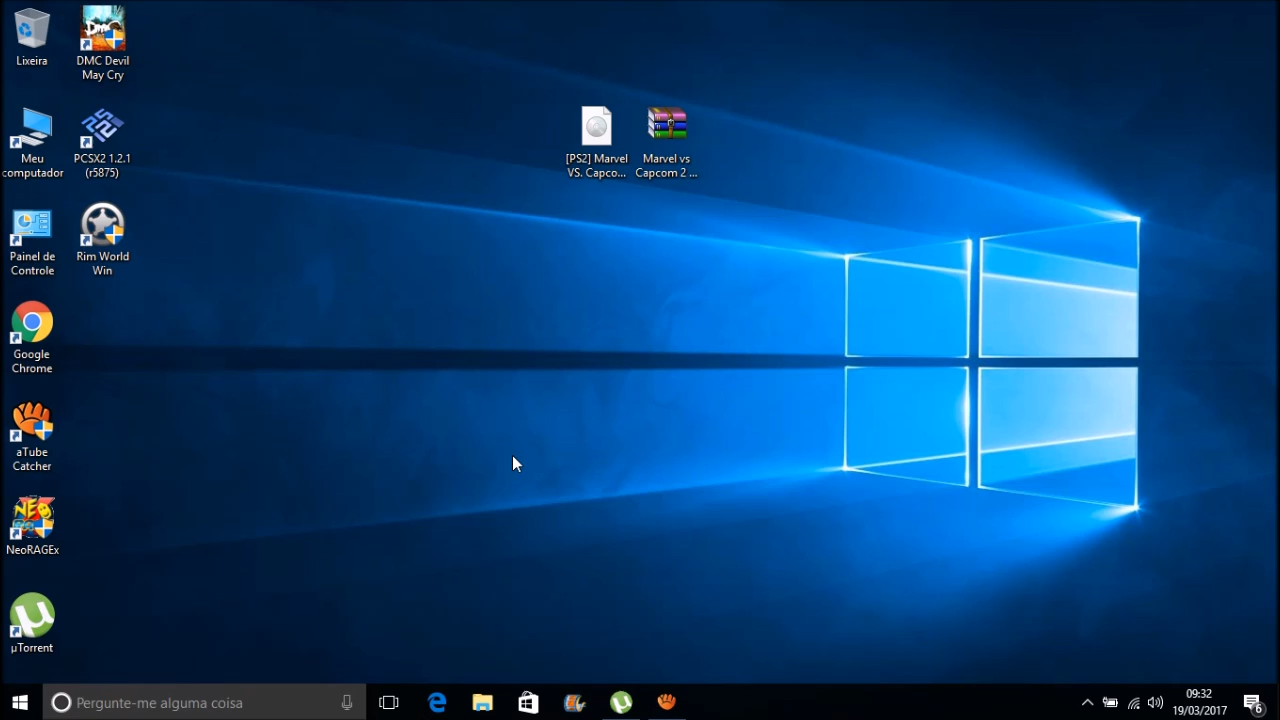 Lixeira
DMC Devil
May Cry
Meu
computador
PCSX2 1.2.1
(r5875)
[PS2] Marvel
VS. Capco...
Marvel vs
Capcom 2 ...
Painel de
Controle
Rim World
Win
Google
Chrome
aTube
Catcher
NEO
NeoRAGEx
µ
µTorrent
Pergunte-me alguma coisa
09:32
19/03/2017
6